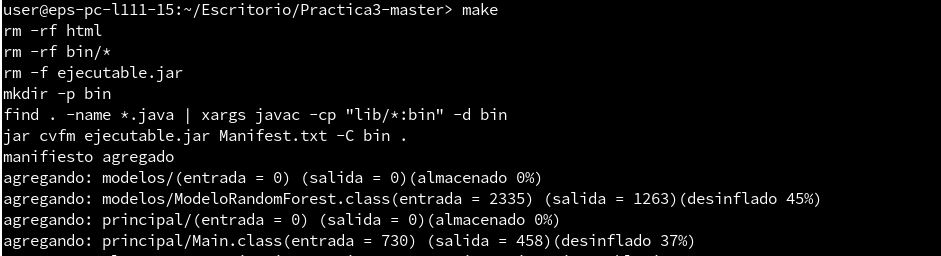 user@eps-pc-l111-15:~/Escritorio/Practica3-master> make
rm -rf html
rm -rf bin/*
rm -f ejecutable.jar
mkdir -p bin
find . -name *.java | xargs javac -cp "lib/*:bin" -d bin
jar cvfm ejecutable.jar Manifest.txt -C bin .
manifiesto agregado
agregando: modelos/(entrada = 0) (salida = 0)(almacenado 0%)
agregando: modelos/ModeloRandomForest.class(entrada = 2335) (salida = 1263)(desinflado 45%)
agregando: principal/(entrada = 0) (salida = 0)(almacenado 0%)
agregando: principal/Main.class(entrada = 730) (salida = 458)(desinflado 37%)